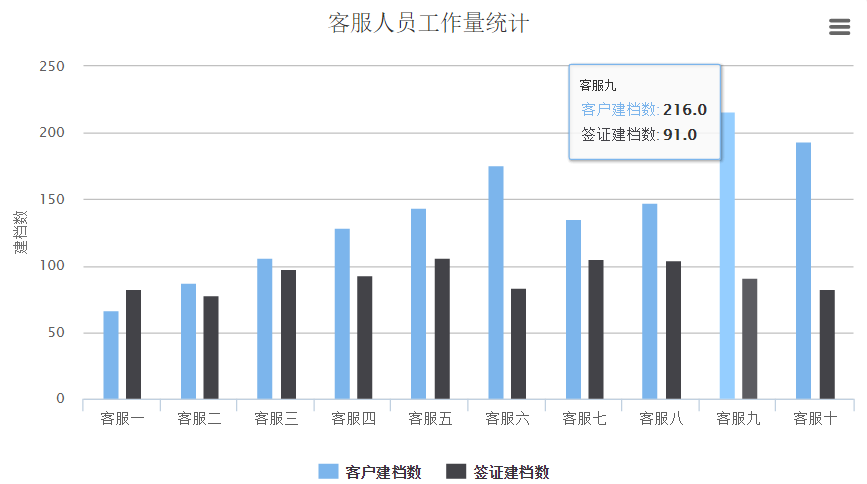 客服人员工作量统计
250
客服九
客户建档数: 216.0
签证建档数: 91.0
200
150
建档数
100
50
0
客服一 客服二 客服三 客服四 客服五 客服六 客服七 客服八 客服九 客服十
客户建档数 签证建档数